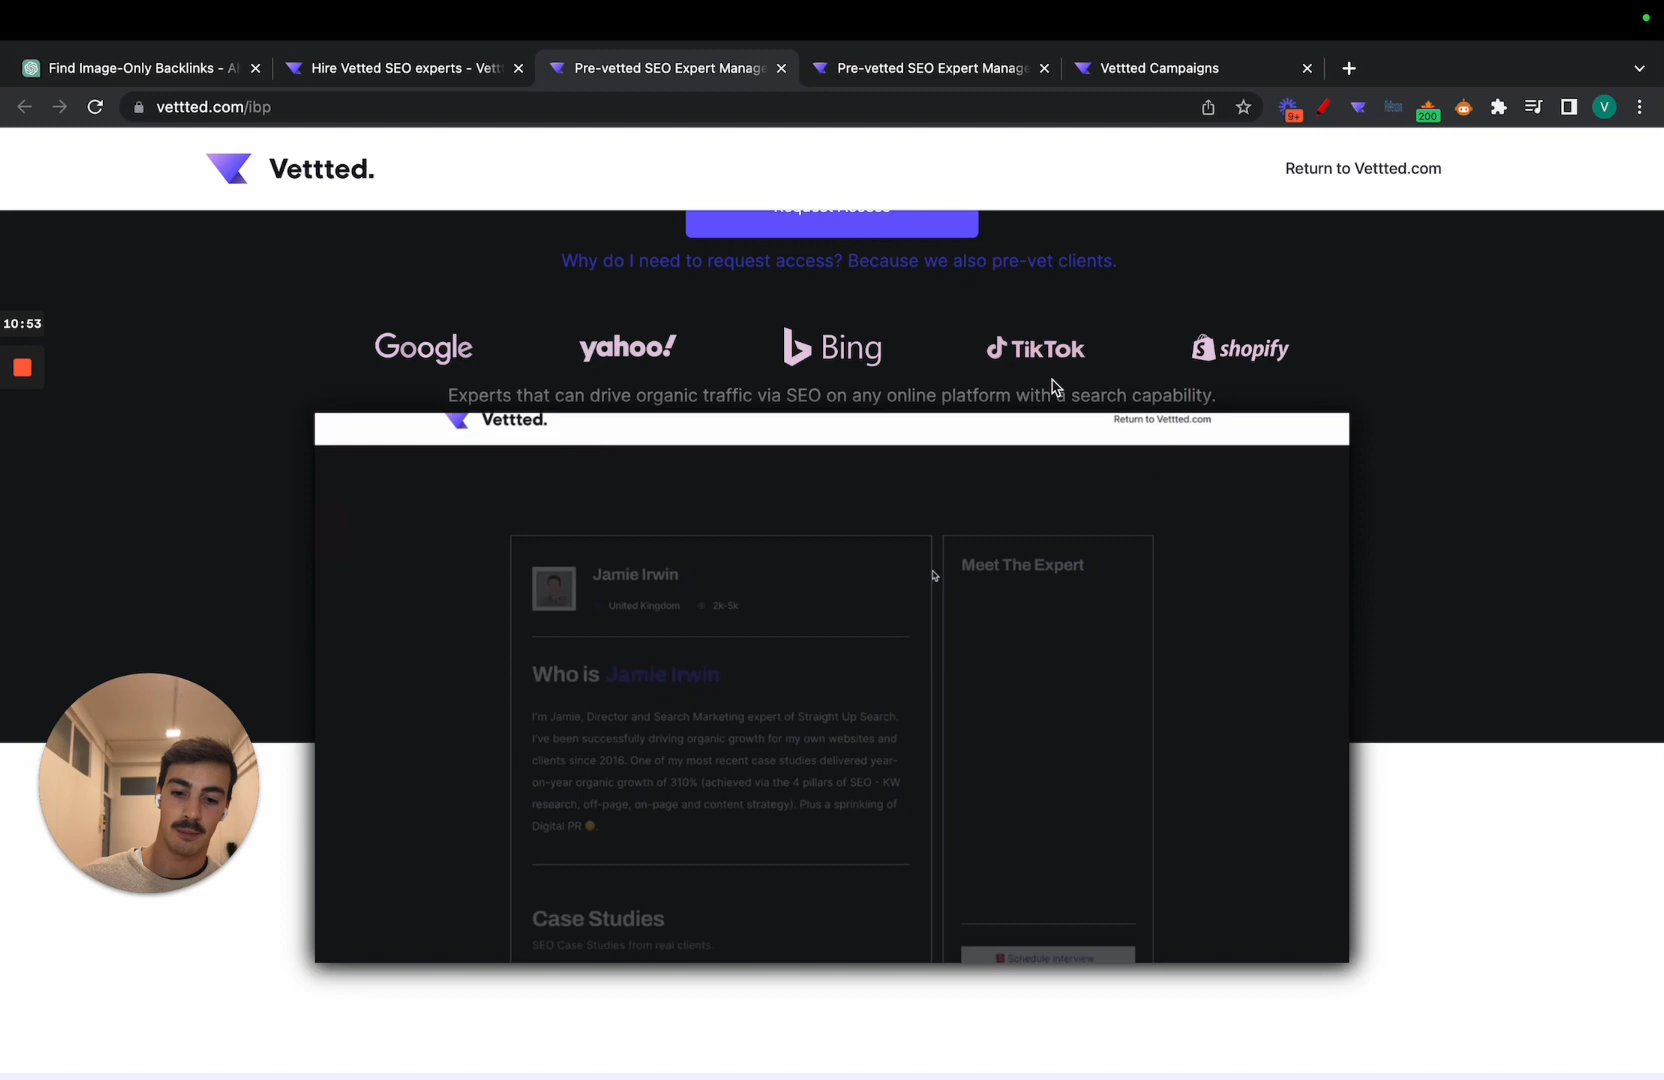 Find Image-Only Backlinks - A
Hire Vetted SEO experts - Vett
Pre-vetted SEO Expert Manage
Pre-vetted SEO Expert Manage
Vettted Campaigns
vettted.com/ibp
9+
200
V
Vettted.
Return to Vettted.com
Request Access
Why do I need to request access? Because we also pre-vet clients.
10:53
Google
yahoo!
Bing
TikTok
shopify
Experts that can drive organic traffic via SEO on any online platform with a search capability.
Vettted.
Return to Vettted.com
Jamie Irwin
United Kingdom
2k-5k
Meet The Expert
Who is Jamie Irwin
I'm Jamie, Director and Search Marketing expert of Straight Up Search.
I've been successfully driving organic growth for my own websites and
clients since 2016. One of my most recent case studies delivered year-
on-year organic growth of 310% (achieved via the 4 pillars of SEO - KW
research, off-page, on-page and content strategy). Plus a sprinkling of
Digital PR
Case Studies
SEO Case Studies from real clients.
Schedule Interview